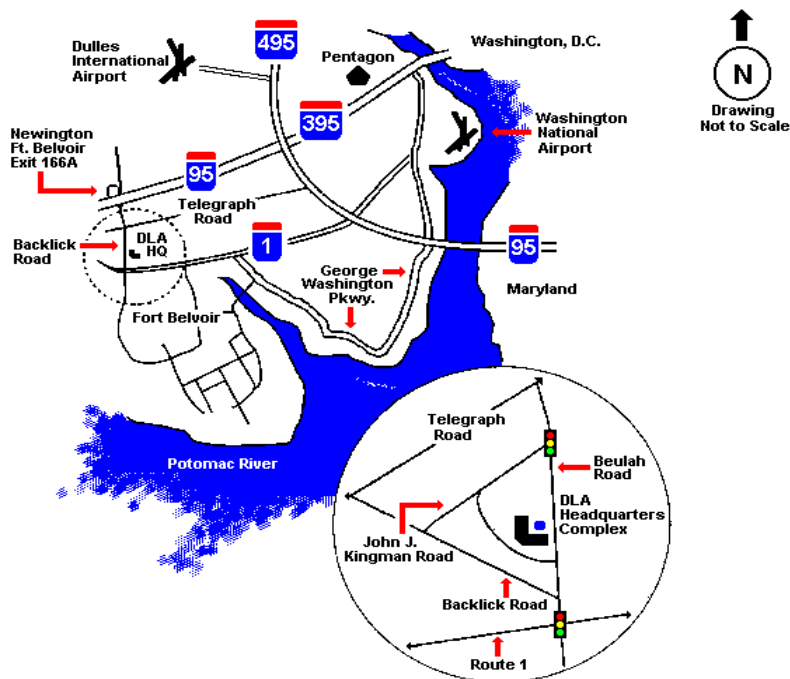 Dulles
International
Airport
495
Pentagon
Washington, D.C.
N
Drawing
Not to Scale
395
Washington
National
Airport
Newington
Ft. Belvoir
Exit 166A
95
Telegraph
Road
Backlick
Road
DLA
HQ
1
95
George
Washington
Pkwy.
Maryland
Fort Belvoir
Potomac River
Telegraph
Road
Beulah
Road
DLA
Headquarters
Complex
John J.
Kingman Road
Backlick Road
Route 1